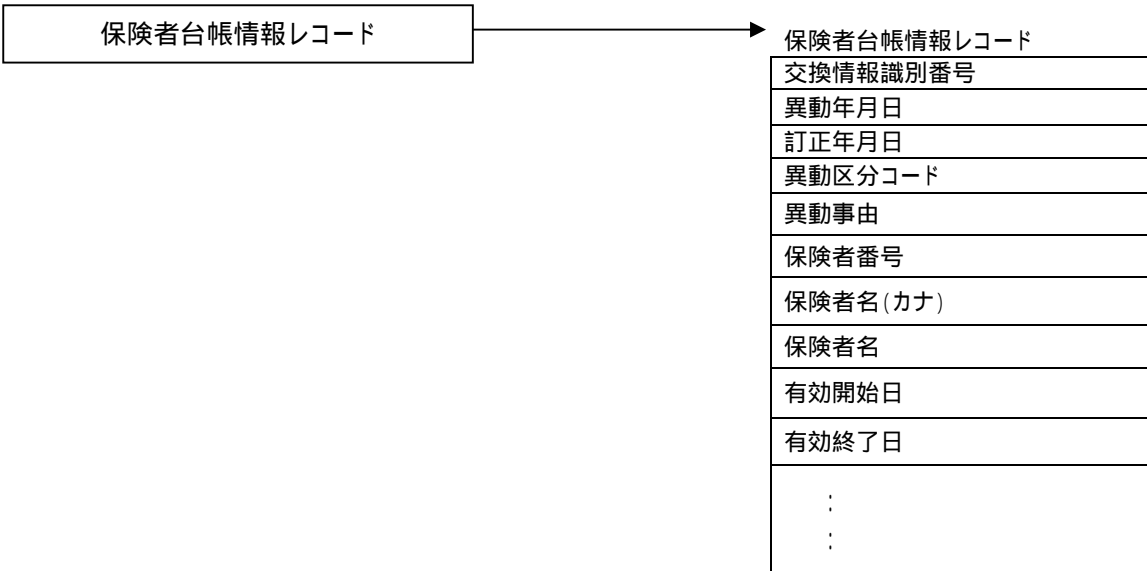 保険者台帳情報レコード
保険者台帳情報レコード
交換情報識別番号
異動年月日
訂正年月日
異動区分コード
異動事由
保険者番号
保険者名(カナ)
保険者名
有効開始日
有効終了日
:
: